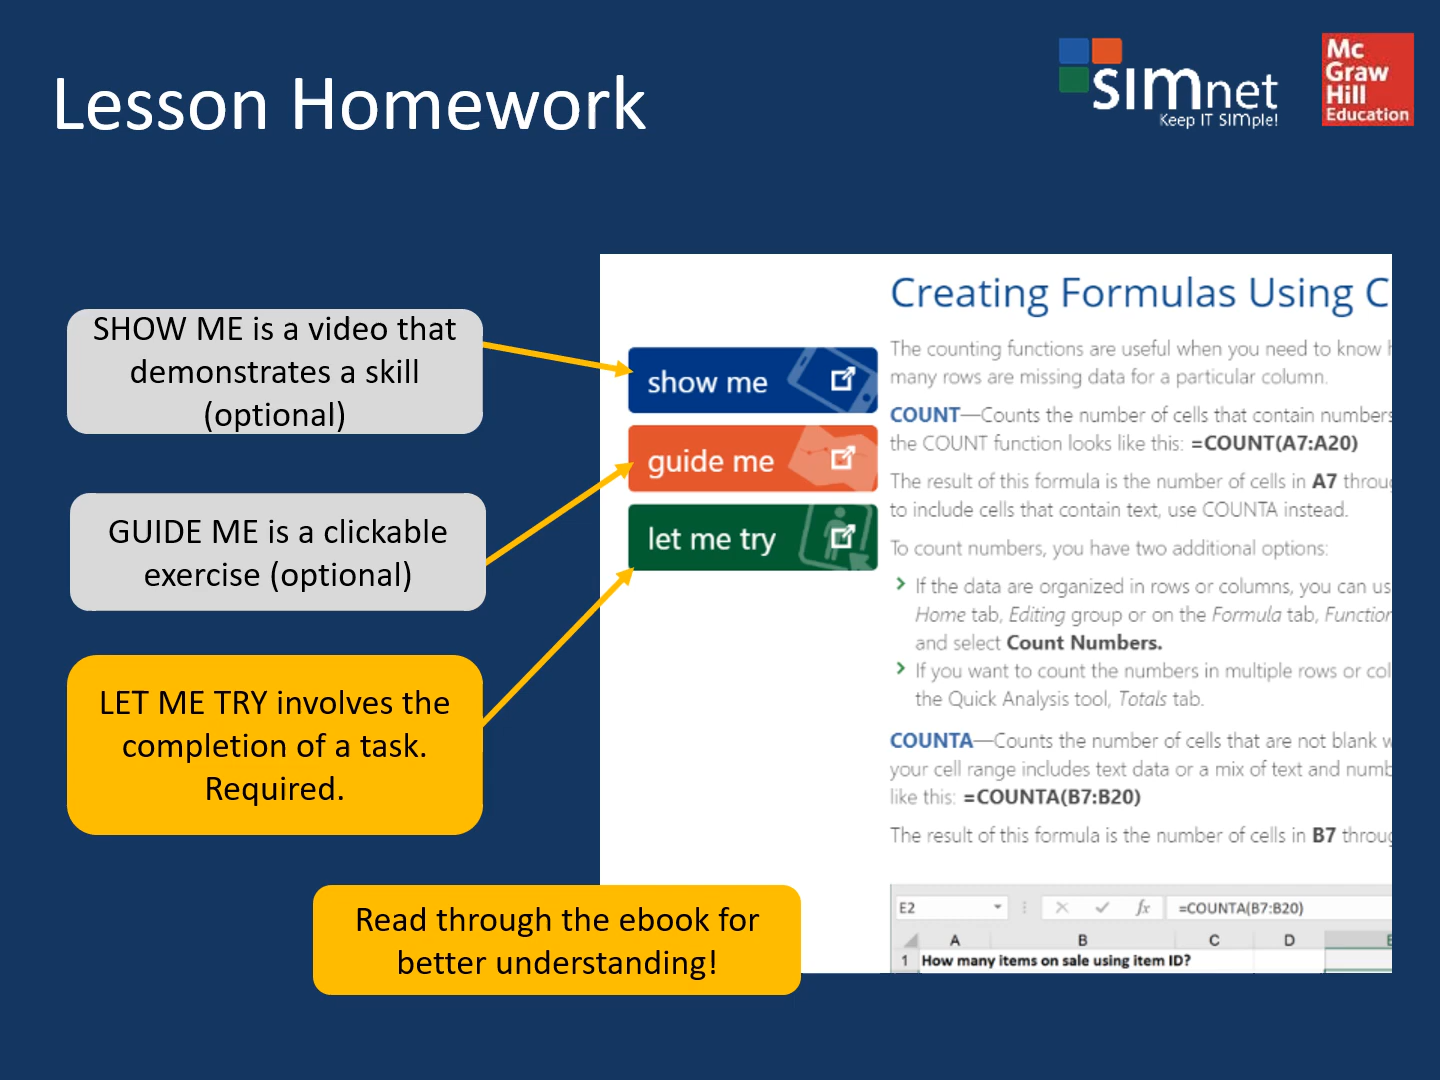 Lesson Homework
SIMnet
Keep IT SIMple!
Mc
Graw
Hill
Education
SHOW ME is a video that
demonstrates a skill
(optional)
GUIDE ME is a clickable
exercise (optional)
LET ME TRY involves the
completion of a task.
Required.
Read through the ebook for
better understanding!
show me
guide me
let me try
Creating Formulas Using C
The counting functions are useful when you need to know
many rows are missing data for a particular column.
COUNT—Counts the number of cells that contain numbers
the COUNT function looks like this: =COUNT(A7:A20)
The result of this formula is the number of cells in A7 throu
to include cells that contain text, use COUNTA instead.
To count numbers, you have two additional options:
If the data are organized in rows or columns, you can us
Home tab, Editing group or on the Formula tab, Function
and select Count Numbers.
If you want to count the numbers in multiple rows or col
the Quick Analysis tool, Totals tab.
COUNTA—Counts the number of cells that are not blank w
your cell range includes text data or a mix of text and numb
like this: =COUNTA(B7:B20)
The result of this formula is the number of cells in B7 throu
E2 fx =COUNTA(B7:B20)
A B C D E
1 How many items on sale using item ID?